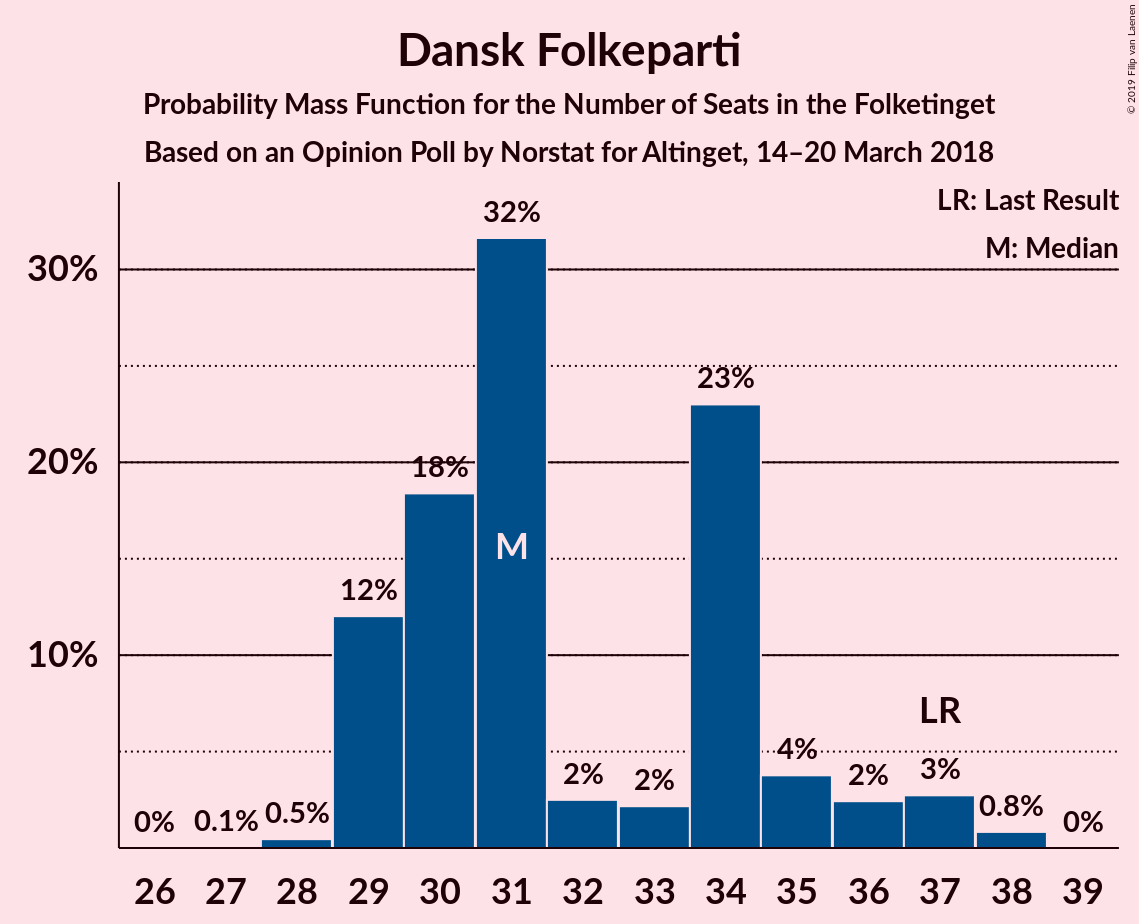 Dansk Folkeparti
Probability Mass Function for the Number of Seats in the Folketinget
Based on an Opinion Poll by Norstat for Altinget, 14–20 March 2018
© 2019 Filip van Laenen
LR: Last Result
M: Median
30%
20%
10%
0%
0.1%
0.5%
12%
18%
32%
M
2%
2%
23%
4%
2%
LR
3%
0.8%
0%
26 27 28 29 30 31 32 33 34 35 36 37 38 39